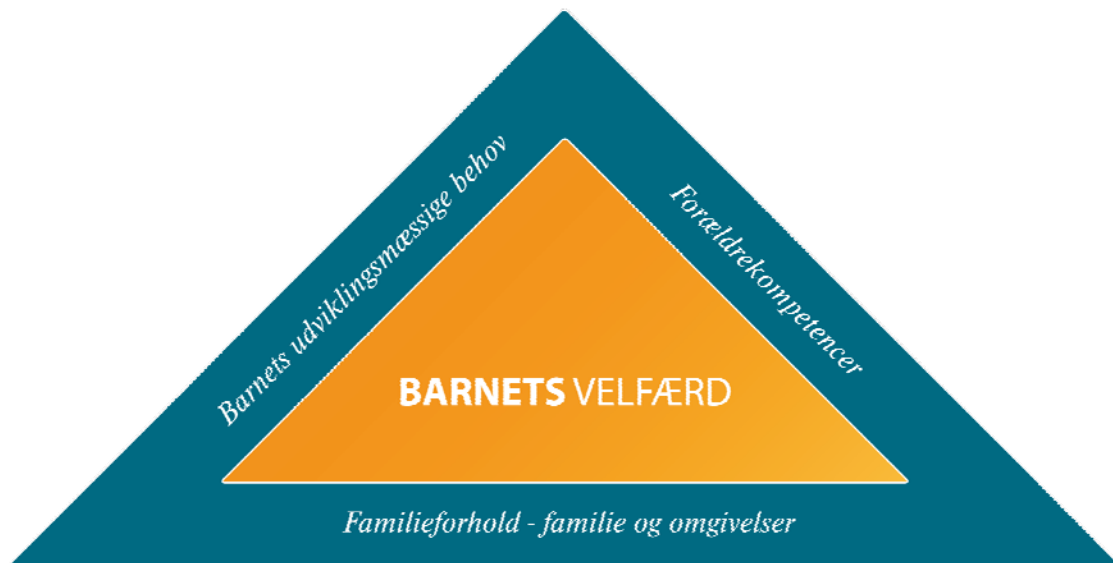 Barnets udviklingsmæssige behov
Forældrekompetencer
BARNETS VELFÆRD
Familieforhold - familie og omgivelser